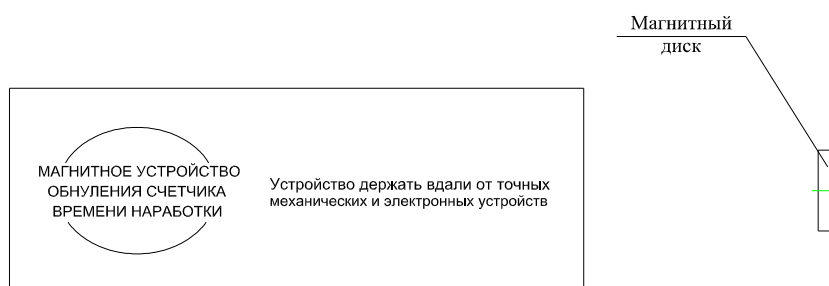 Магнитный
диск
МАГНИТНОЕ УСТРОЙСТВО
ОБНУЛЕНИЯ СЧЕТЧИКА
ВРЕМЕНИ НАРАБОТКИ
Устройство держать вдали от точных
механических и электронных устройств